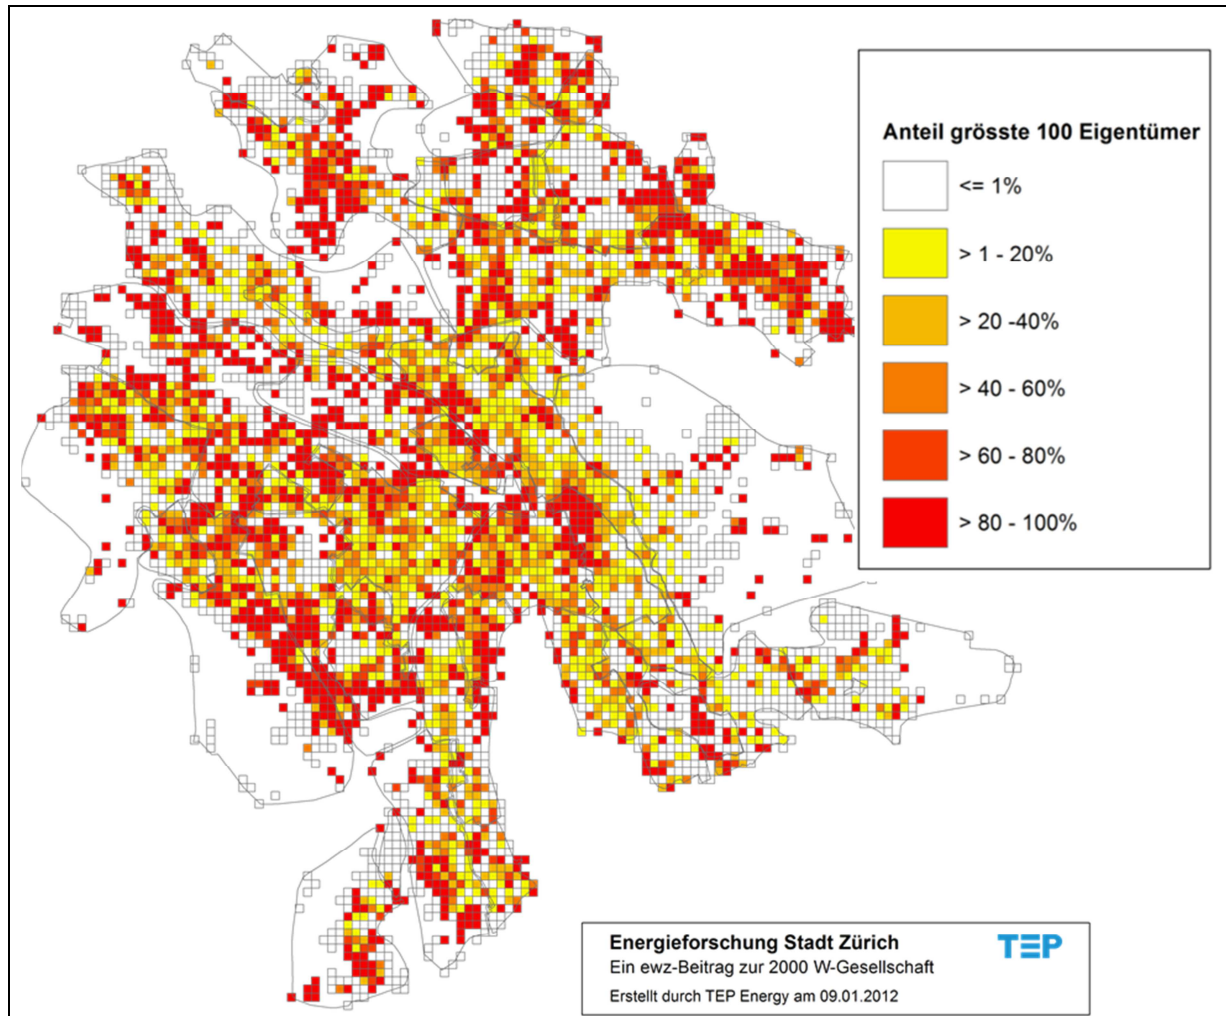 Anteil grösste 100 Eigentümer
<= 1%
> 1 - 20%
> 20 -40%
> 40 - 60%
> 60 - 80%
> 80 - 100%
Energieforschung Stadt Zürich
TEP
Ein ewz-Beitrag zur 2000 W-Gesellschaft
Erstellt durch TEP Energy am 09.01.2012